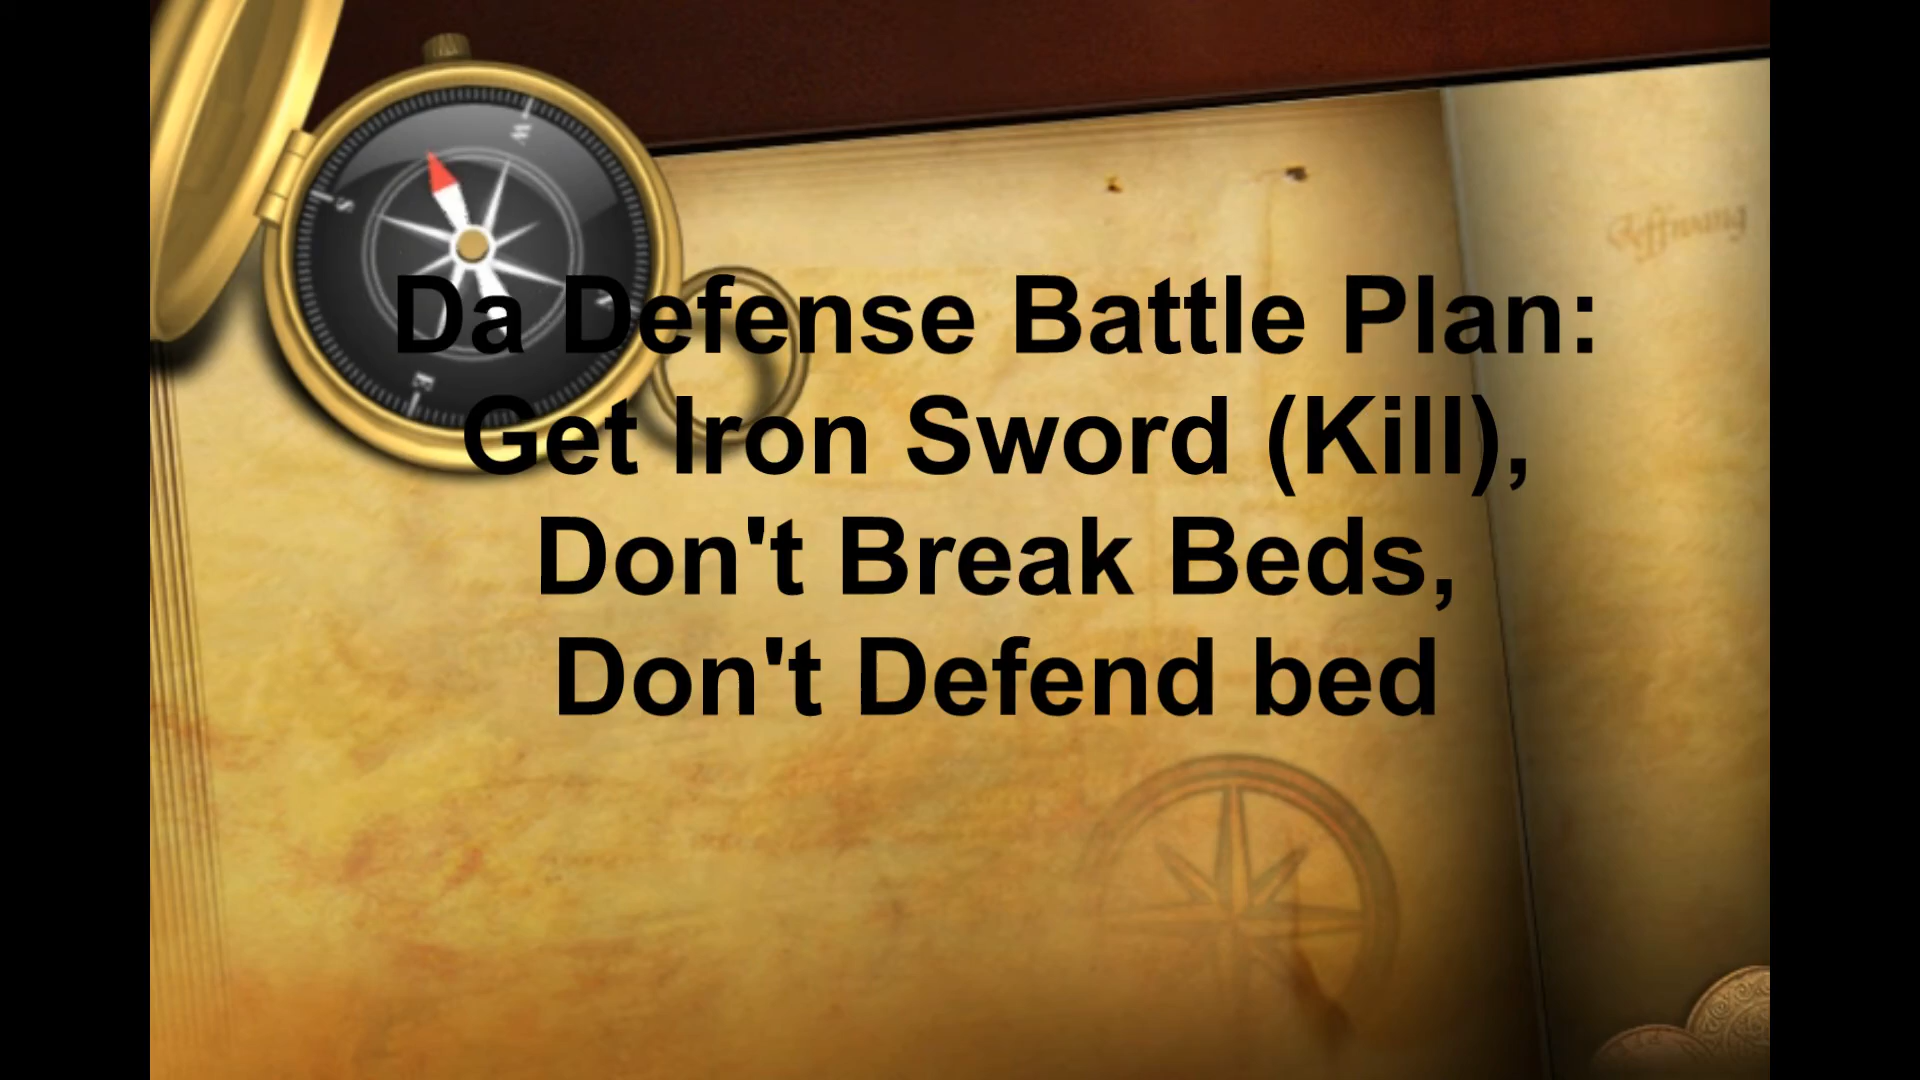 Da Defense Battle Plan:
Get Iron Sword (Kill),
Don't Break Beds,
Don't Defend bed
W
S
E